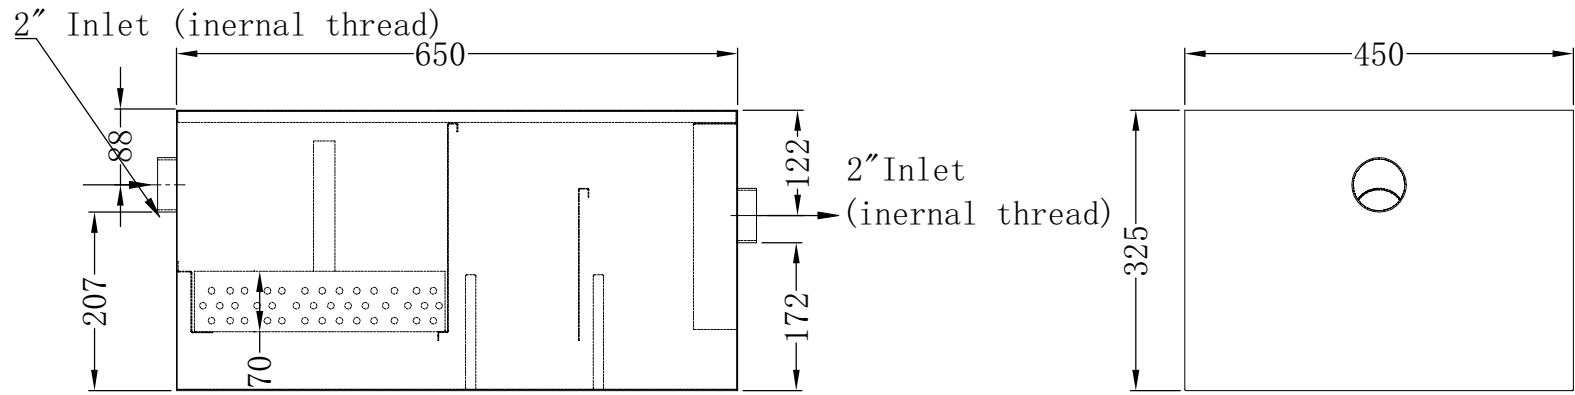 2" Inlet (inernal thread)
650
450
88
122
2"Inlet
(inernal thread)
325
207
172
70